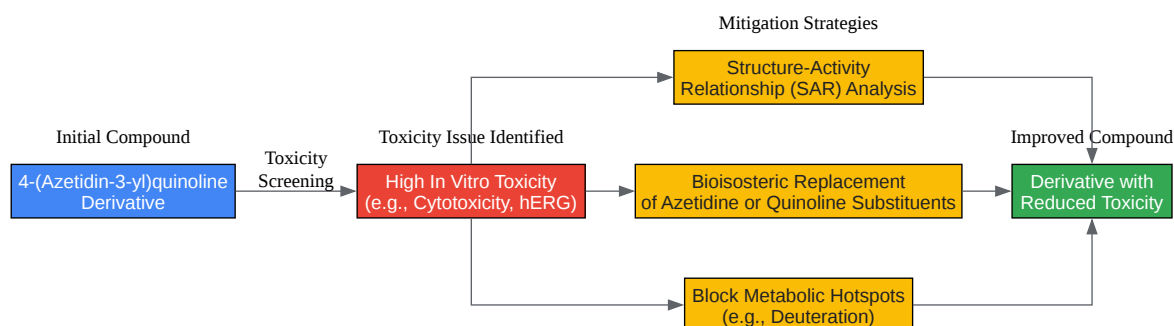 Mitigation Strategies
Structure-Activity
Relationship (SAR) Analysis
Initial Compound
Toxicity Issue Identified
Improved Compound
4-(Azetidin-3-yl)quinoline
Derivative
Toxicity
Screening
High In Vitro Toxicity
(e.g., Cytotoxicity, hERG)
Bioisosteric Replacement
of Azetidine or Quinoline Substituents
Derivative with
Reduced Toxicity
Block Metabolic Hotspots
(e.g., Deuteration)